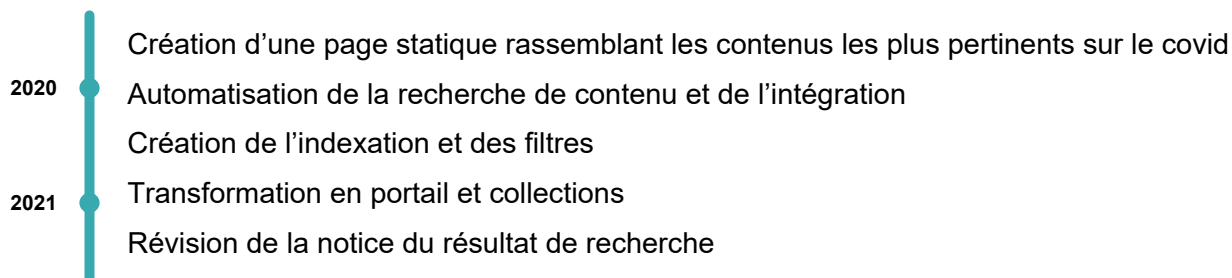 Création d’une page statique rassemblant les contenus les plus pertinents sur le covid
2020
Automatisation de la recherche de contenu et de l’intégration
Création de l’indexation et des filtres
2021
Transformation en portail et collections
Révision de la notice du résultat de recherche